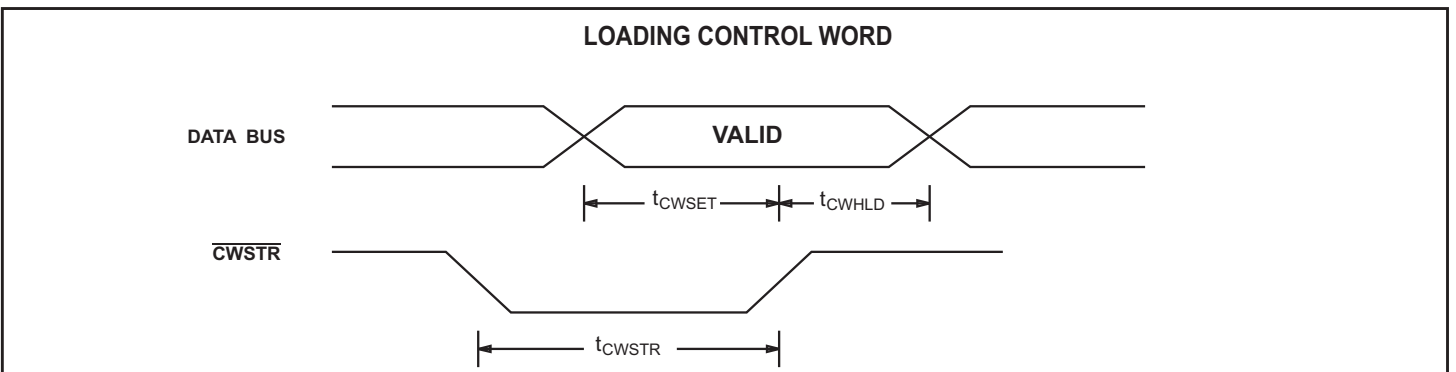 LOADING CONTROL WORD
DATA BUS
VALID
tCWSET
tCWHLD
CWSTR
tCWSTR